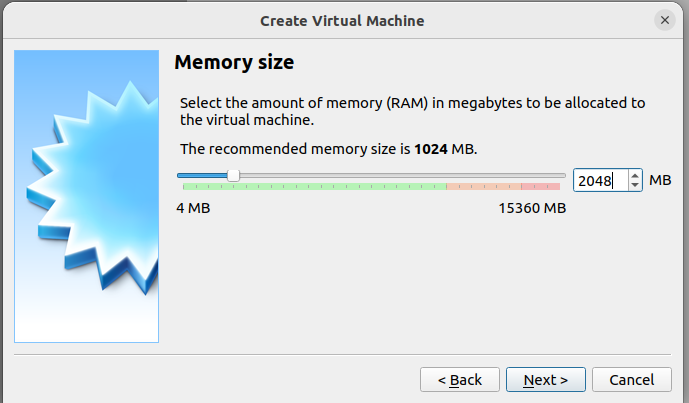 Create Virtual Machine
Memory size
Select the amount of memory (RAM) in megabytes to be allocated to
the virtual machine.
The recommended memory size is 1024 MB.
2048 MB
4 MB 15360 MB
< Back Next > Cancel